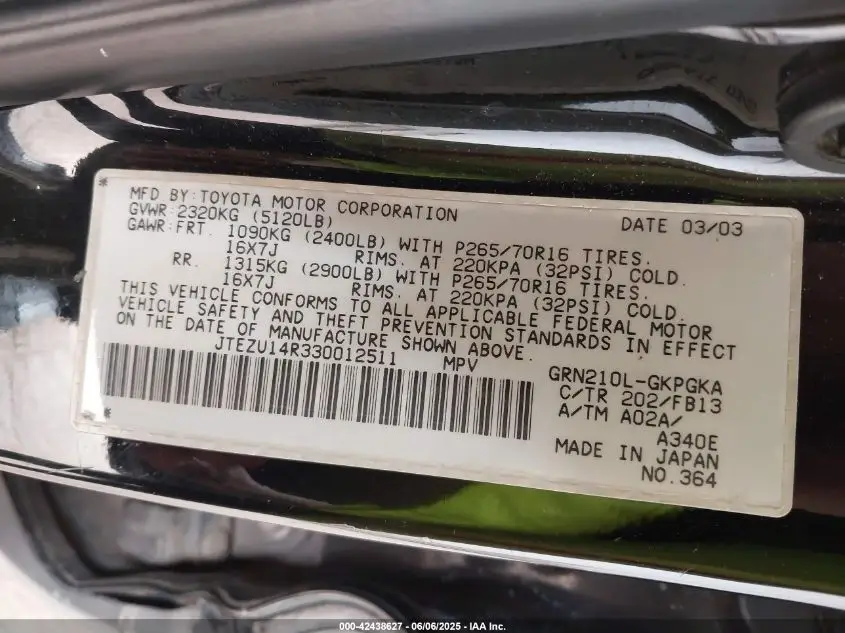 MFD BY:TOYOTA MOTOR CORPORATION DATE 03/03
GVWR:2320KG (5120LB)
GAWR:FRT. 1090KG (2400LB) WITH P265/70R16 TIRES.
16X7J RIMS. AT 220KPA (32PSI) COLD.
RR. 1315KG (2900LB) WITH P265/70R16 TIRES.
16X7J RIMS. AT 220KPA (32PSI) COLD.
THIS VEHICLE CONFORMS TO ALL APPLICABLE FEDERAL MOTOR
VEHICLE SAFETY AND THEFT PREVENTION STANDARDS IN EFFECT
ON THE DATE OF MANUFACTURE SHOWN ABOVE.
JTEZU14R330012511 MPV
GRN210L-GKPGKA
C/TR 202/FB13
A/TM A02A/
A340E
MADE IN JAPAN
NO.364
000-42438627 - 06/06/2025 - IAA Inc.